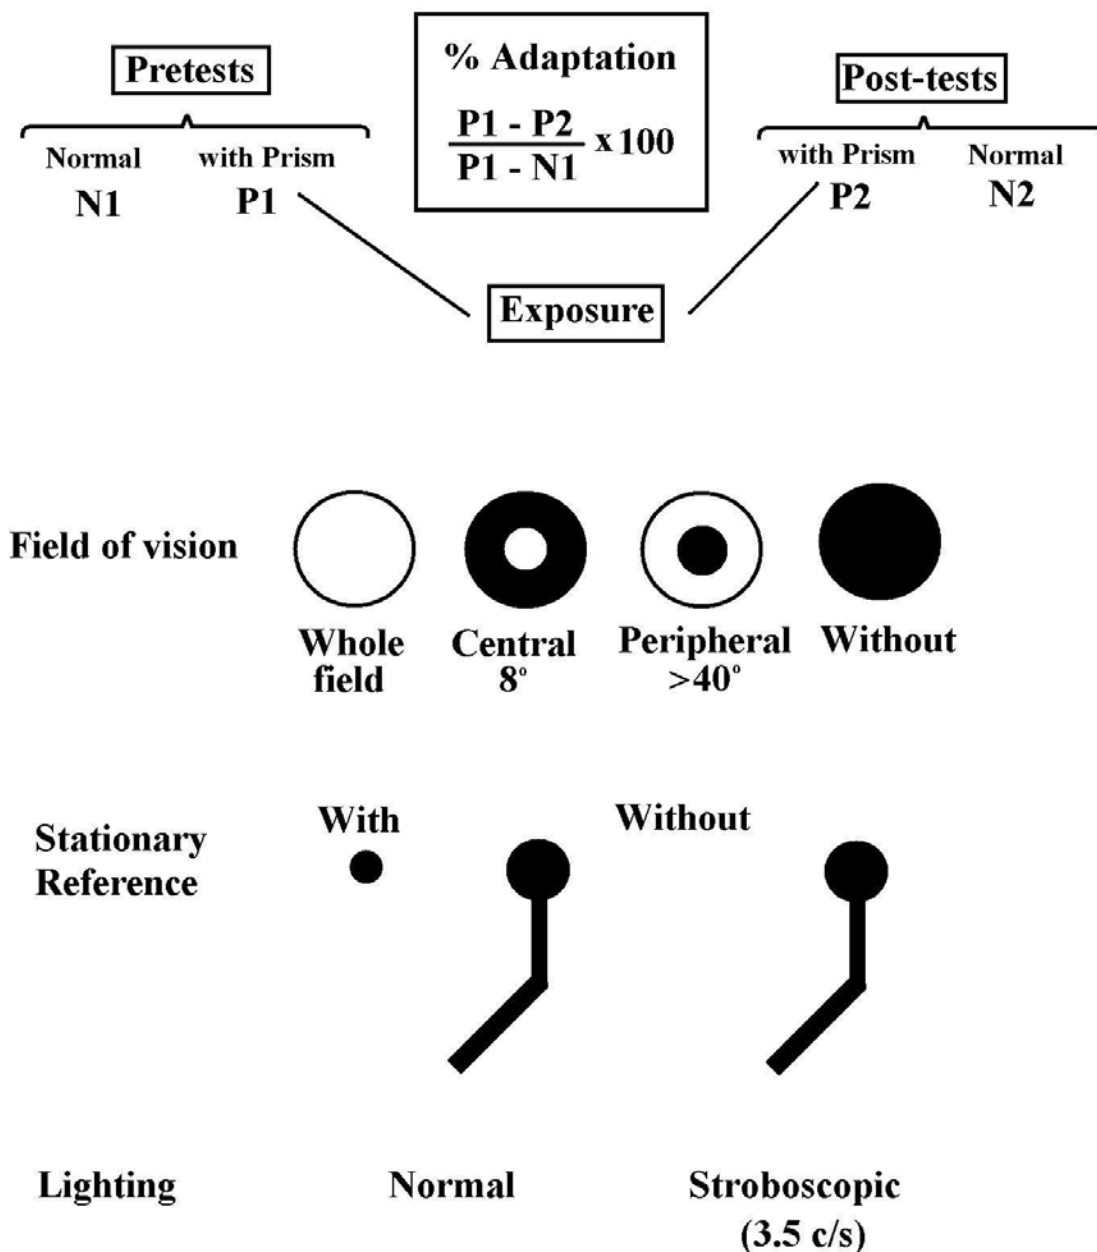 Pretests
Normal with Prism
N1 P1
% Adaptation
P1 - P2
P1 - N1
x 100
Post-tests
with Prism Normal
P2 N2
Exposure
Field of vision
Whole field
Central 8°
Peripheral >40°
Without
Stationary
Reference
With
Without
Lighting
Normal
Stroboscopic
(3.5 c/s)